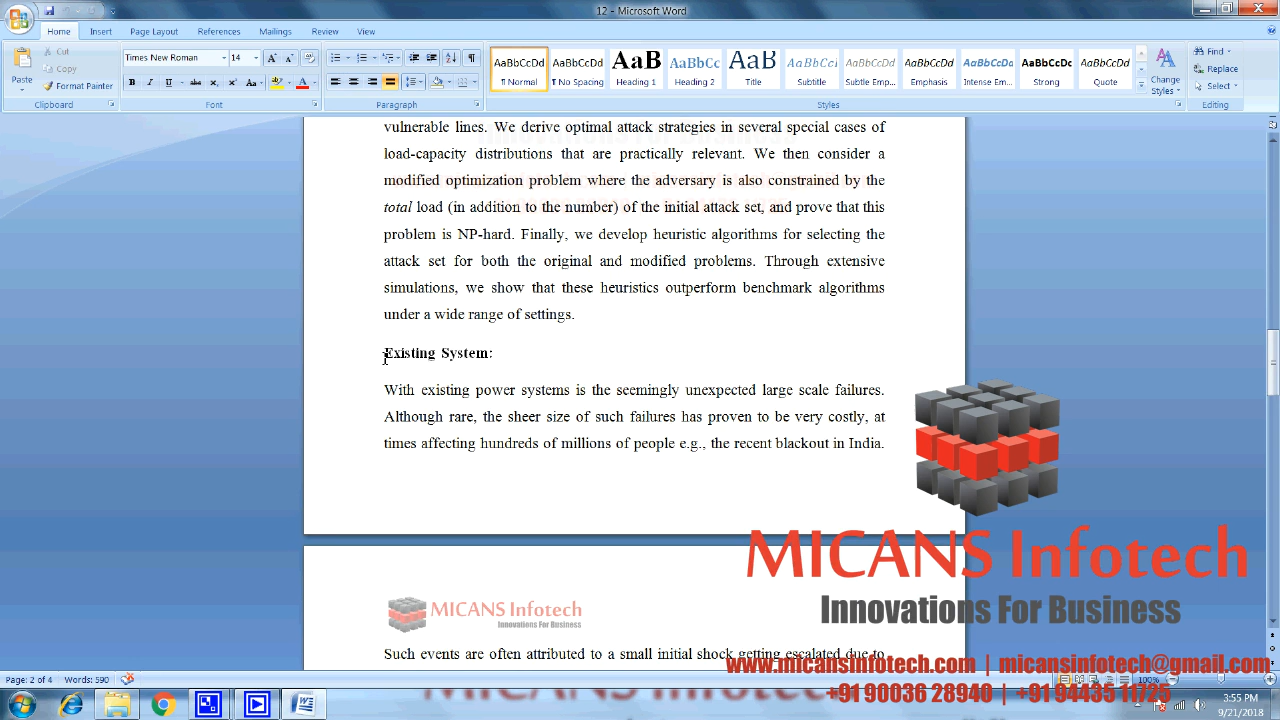 12 - Microsoft Word
Home Insert Page Layout References Mailings Review View
Paste
Cut
Copy
Format Painter
Clipboard
Times New Roman 14
Font
Paragraph
AaBbCcDd AaBbCcDd AaB AaBbCc AaB AaBbCcI AaBbCcDd AaBbCcDd AaBbCcDd AaBbCcDd AaBbCcDd
¶ Normal ¶ No Spacing Heading 1 Heading 2 Title Subtitle Subtle Emp... Emphasis Intense Em... Strong Quote
Styles
Change
Styles
Find
Replace
Select
Editing
vulnerable lines. We derive optimal attack strategies in several special cases of
load-capacity distributions that are practically relevant. We then consider a
modified optimization problem where the adversary is also constrained by the
total load (in addition to the number) of the initial attack set, and prove that this
problem is NP-hard. Finally, we develop heuristic algorithms for selecting the
attack set for both the original and modified problems. Through extensive
simulations, we show that these heuristics outperform benchmark algorithms
under a wide range of settings.
Existing System:
With existing power systems is the seemingly unexpected large scale failures.
Although rare, the sheer size of such failures has proven to be very costly, at
times affecting hundreds of millions of people e.g., the recent blackout in India.
MICANS Infotech
Innovations For Business
MICANS Infotech
Innovations For Business
Such events are often attributed to a small initial shock getting escalated due to
www.micansinfotech.com | micansinfotech@gmail.com
+91 90036 28940 | +91 94435 11725
Page: 2 of 4 Words: 590
100%
MICANS Infotech
3:55 PM
9/21/2018